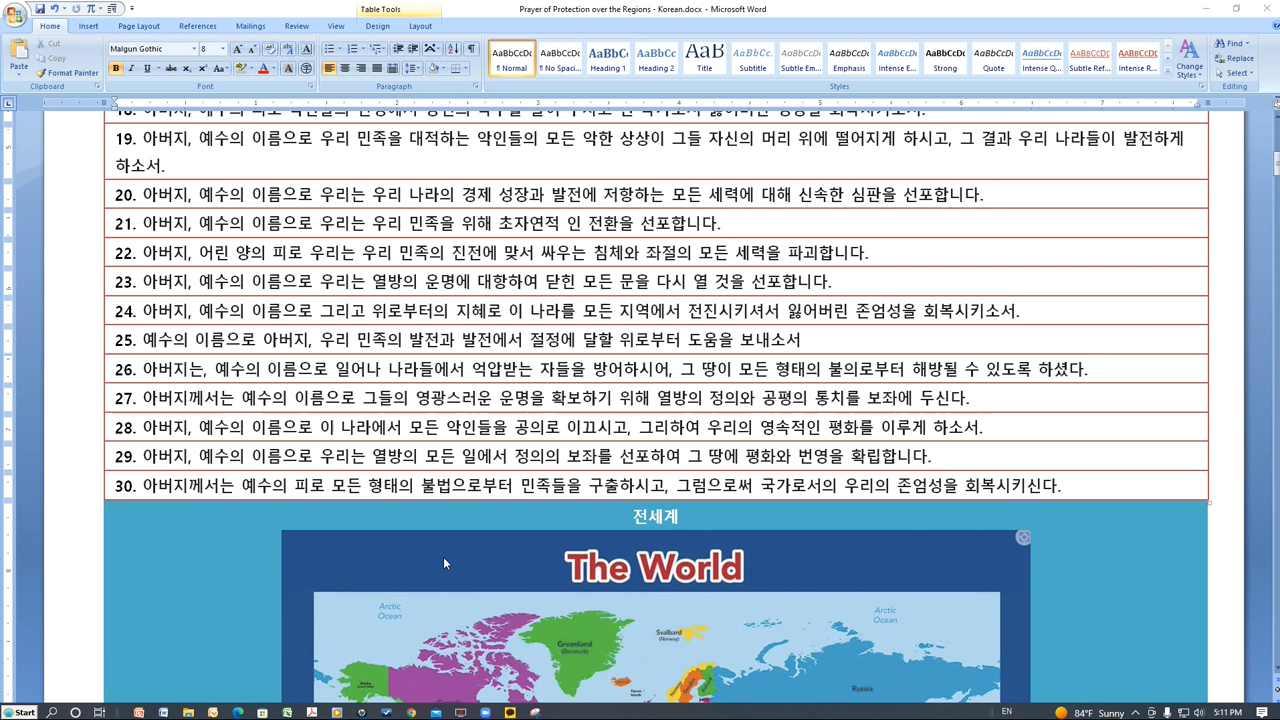 Table Tools
Prayer of Protection over the Regions - Korean.docx - Microsoft Word
Home
Insert
Page Layout
References
Mailings
Review
View
Design
Layout
Paste
Cut
Copy
Format Painter
Clipboard
Malgun Gothic
8
Font
Paragraph
AaBbCcDc
¶ Normal
AaBbCcDc
¶ No Spaci...
AaBbCc
Heading 1
AaBbCc
Heading 2
AaB
Title
AaBbCc
Subtitle
AaBbCcDc
Subtle Em...
AaBbCcDc
Emphasis
AaBbCcDc
Intense E...
AaBbCcDc
Strong
AaBbCcDc
Quote
AaBbCcDc
Intense Q...
AaBbCcDc
Subtle Ref...
AaBbCcDc
Intense R...
Change Styles
Styles
Find
Replace
Select
Editing
19. 아버지, 예수의 이름으로 우리 민족을 대적하는 악인들의 모든 악한 상상이 그들 자신의 머리 위에 떨어지게 하시고, 그 결과 우리 나라들이 발전하게
하소서.
20. 아버지, 예수의 이름으로 우리는 우리 나라의 경제 성장과 발전에 저항하는 모든 세력에 대해 신속한 심판을 선포합니다.
21. 아버지, 예수의 이름으로 우리는 우리 민족을 위해 초자연적 인 전환을 선포합니다.
22. 아버지, 어린 양의 피로 우리는 우리 민족의 진전에 맞서 싸우는 침체와 좌절의 모든 세력을 파괴합니다.
23. 아버지, 예수의 이름으로 우리는 열방의 운명에 대항하여 닫힌 모든 문을 다시 열 것을 선포합니다.
24. 아버지, 예수의 이름으로 그리고 위로부터의 지혜로 이 나라를 모든 지역에서 전진시키셔서 잃어버린 존엄성을 회복시키소서.
25. 예수의 이름으로 아버지, 우리 민족의 발전과 발전에서 절정에 달할 위로부터 도움을 보내소서
26. 아버지는, 예수의 이름으로 일어나 나라들에서 억압받는 자들을 방어하시어, 그 땅이 모든 형태의 불의로부터 해방될 수 있도록 하셨다.
27. 아버지께서는 예수의 이름으로 그들의 영광스러운 운명을 확보하기 위해 열방의 정의와 공평의 통치를 보좌에 두신다.
28. 아버지, 예수의 이름으로 이 나라에서 모든 악인들을 공의로 이끄시고, 그리하여 우리의 영속적인 평화를 이루게 하소서.
29. 아버지, 예수의 이름으로 우리는 열방의 모든 일에서 정의의 보좌를 선포하여 그 땅에 평화와 번영을 확립합니다.
30. 아버지께서는 예수의 피로 모든 형태의 불법으로부터 민족들을 구출하시고, 그럼으로써 국가로서의 우리의 존엄성을 회복시키신다.
전세계
The World
Arctic
Ocean
Arctic
Ocean
Greenland
(Denmark)
Svalbard
(Norway)
Russia
Start
EN
84°F Sunny
5:11 PM